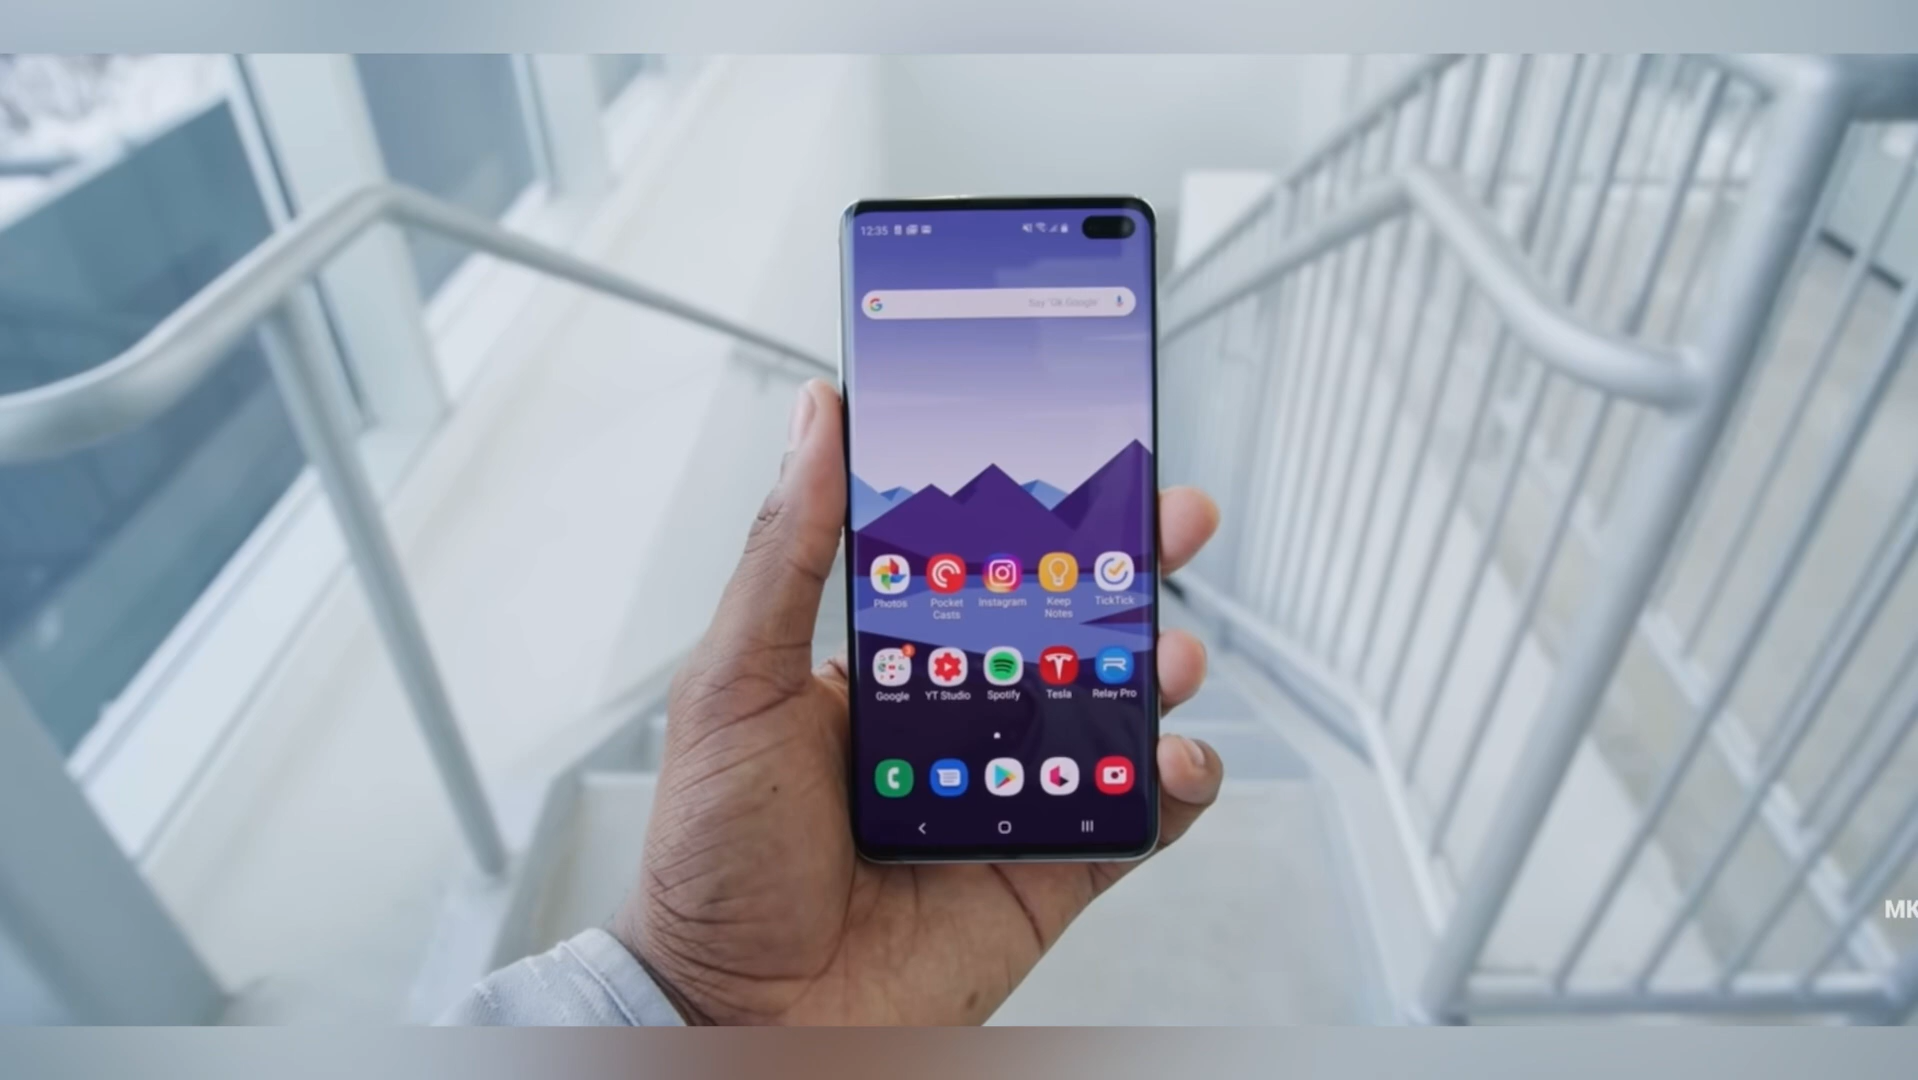 12:35
Say "Ok Google"
Photos
Pocket
Casts
Instagram
Keep
Notes
TickTick
3
Google
YT Studio
Spotify
Tesla
Relay Pro
MK